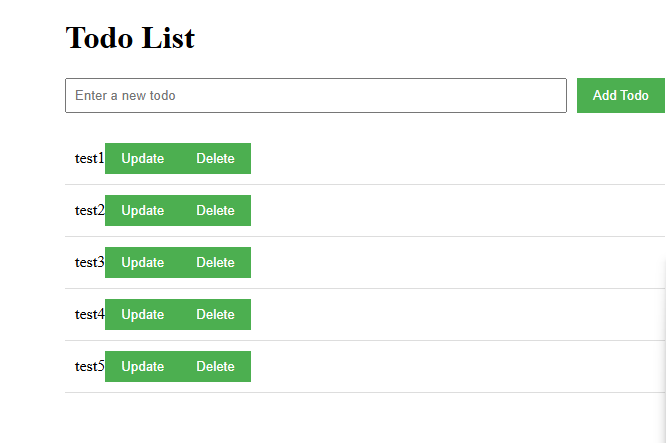 Todo List
Enter a new todo Add Todo
test1 Update Delete
test2 Update Delete
test3 Update Delete
test4 Update Delete
test5 Update Delete